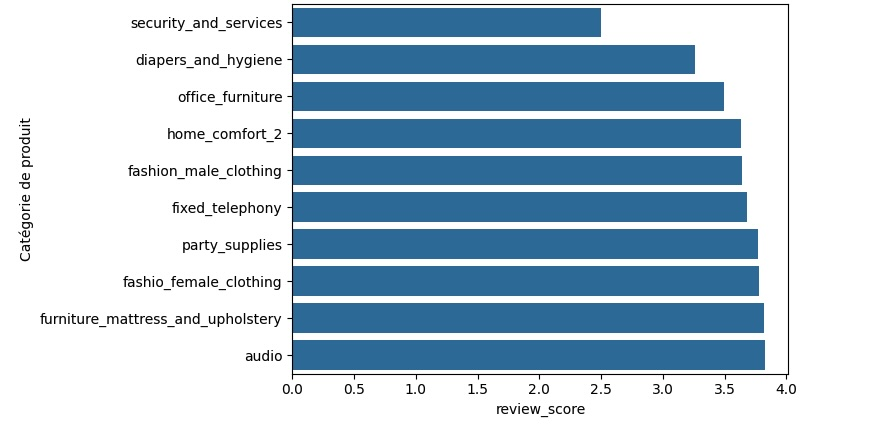 Catégorie de produit
security_and_services
diapers_and_hygiene
office_furniture
home_comfort_2
fashion_male_clothing
fixed_telephony
party_supplies
fashio_female_clothing
furniture_mattress_and_upholstery
audio
0.0 0.5 1.0 1.5 2.0 2.5 3.0 3.5 4.0
review_score